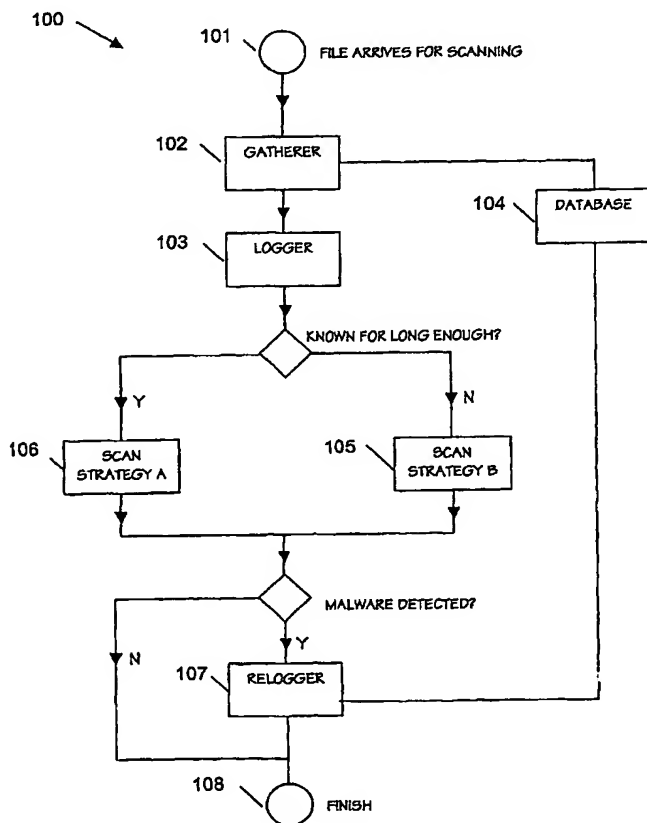 100
101
FILE ARRIVES FOR SCANNING
102
GATHERER
104
DATABASE
103
LOGGER
KNOWN FOR LONG ENOUGH?
Y
N
106
SCAN
STRATEGY A
105
SCAN
STRATEGY B
MALWARE DETECTED?
N
Y
107
RELOGGER
108
FINISH